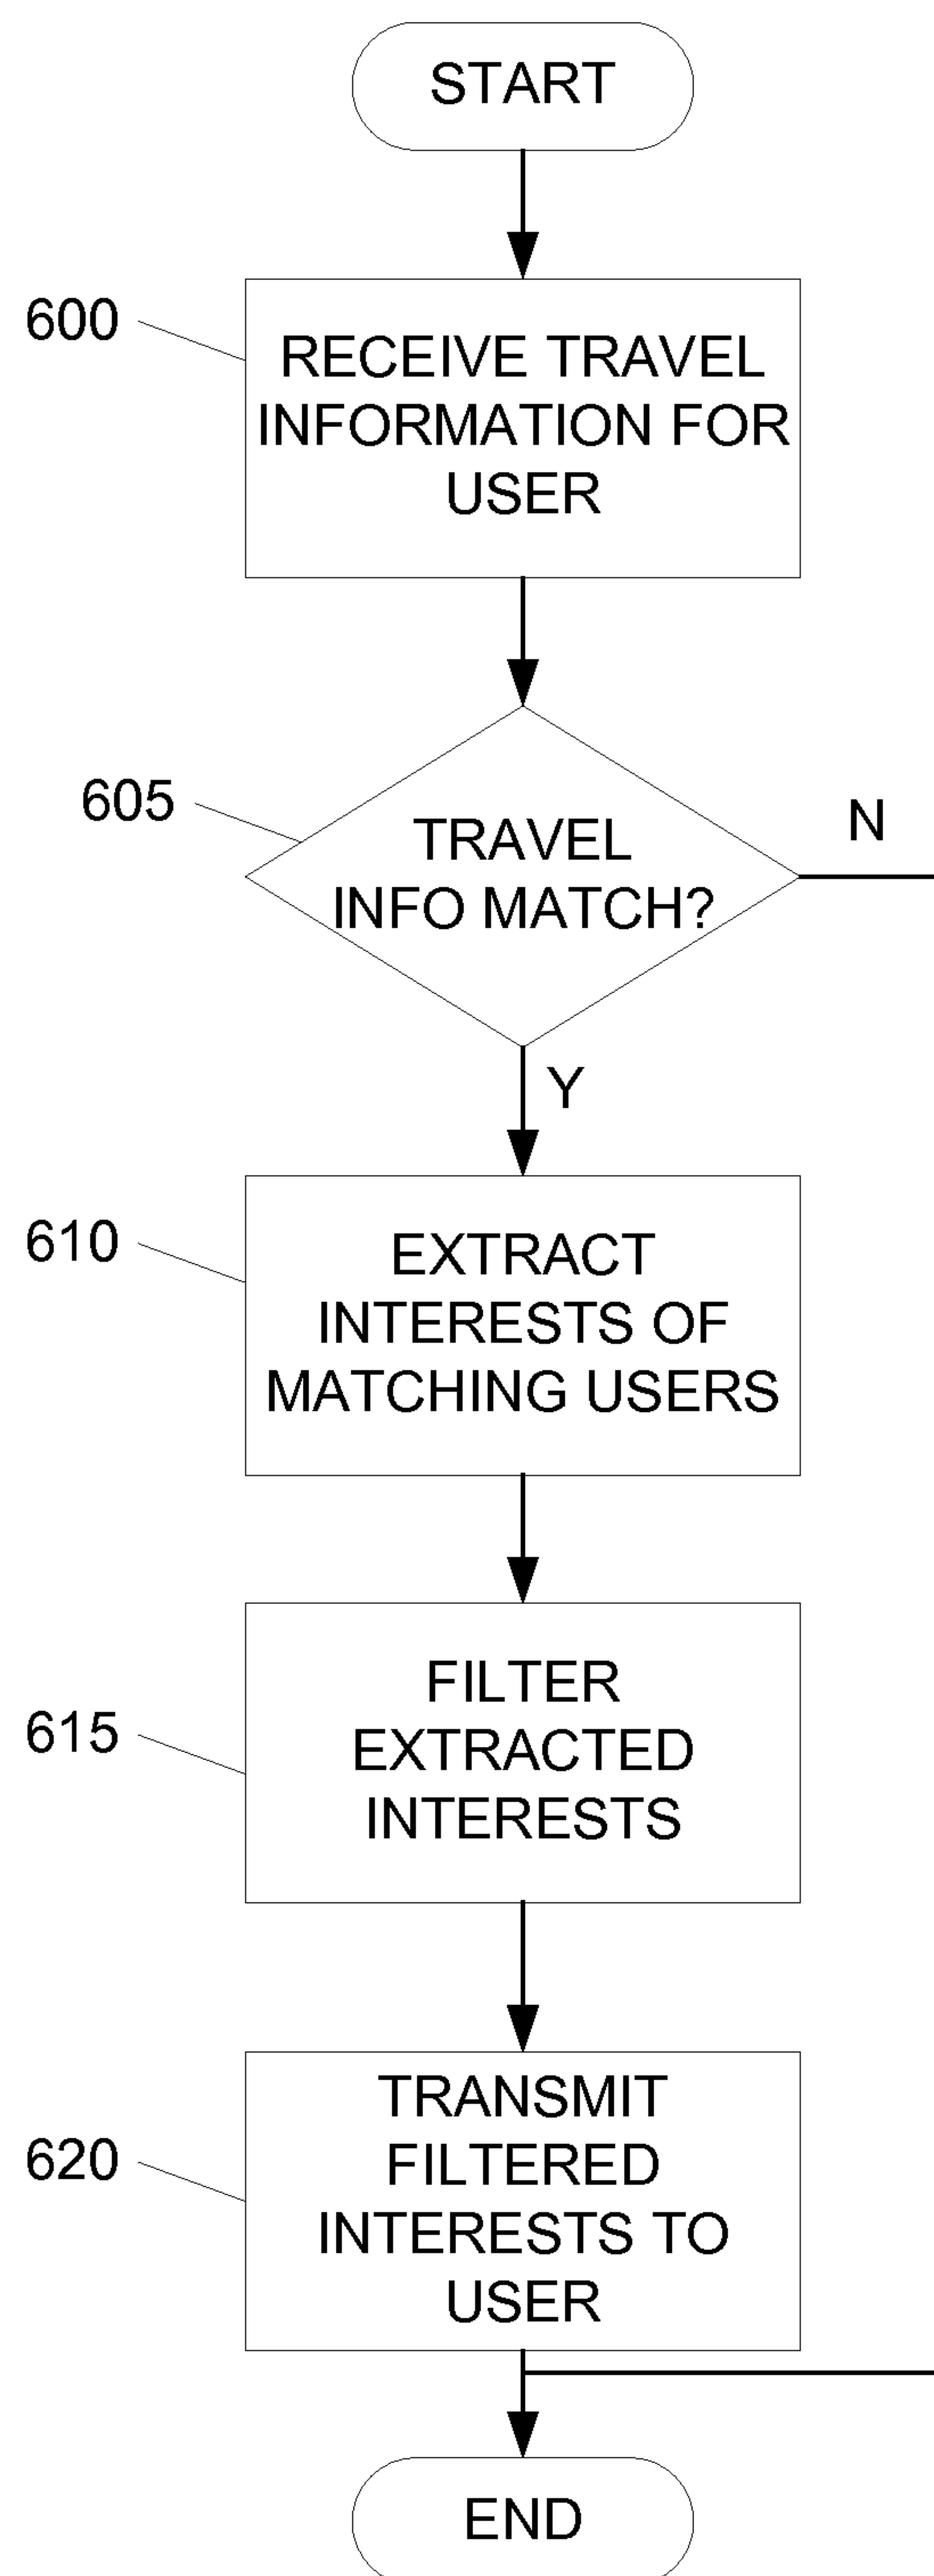 START
600
RECEIVE TRAVEL
INFORMATION FOR
USER
605
TRAVEL
INFO MATCH?
N
Y
610
EXTRACT
INTERESTS OF
MATCHING USERS
615
FILTER
EXTRACTED
INTERESTS
620
TRANSMIT
FILTERED
INTERESTS TO
USER
END